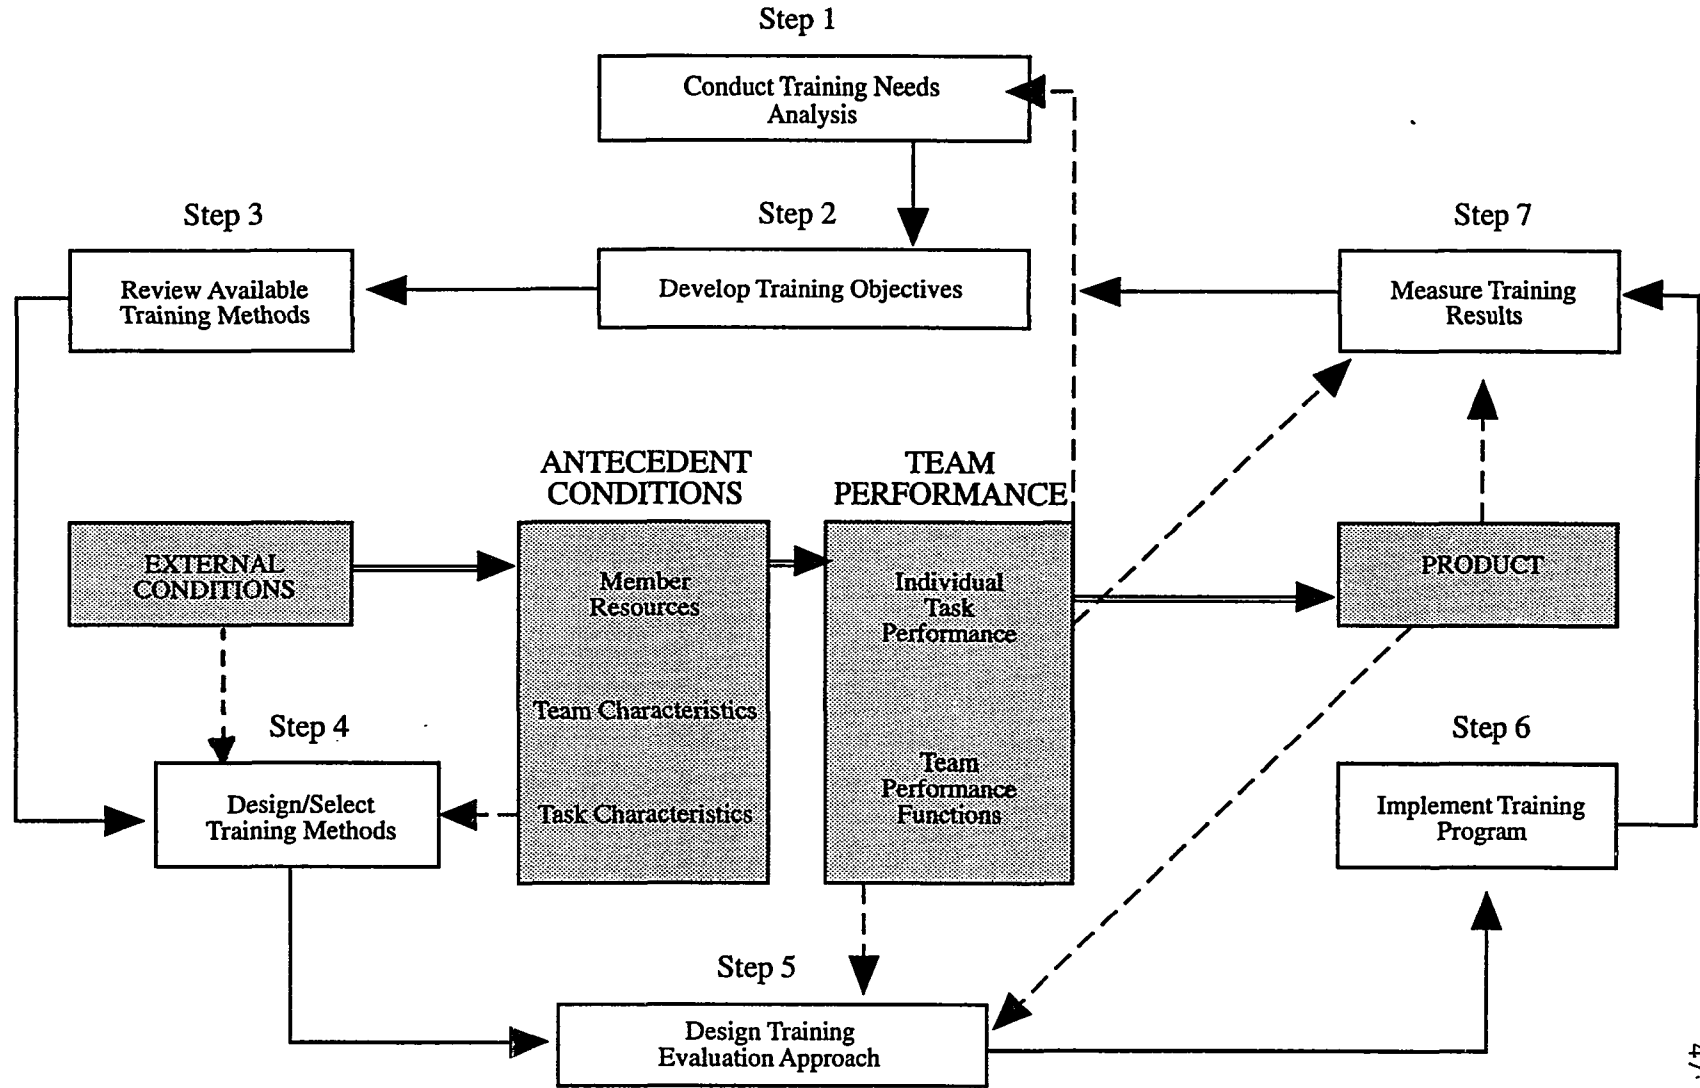 Step 1
Conduct Training Needs
Analysis
Step 3
Step 2
Step 7
Review Available
Training Methods
Develop Training Objectives
Measure Training
Results
ANTECEDENT
CONDITIONS
TEAM
PERFORMANCE
EXTERNAL
CONDITIONS
Member
Resources
Team Characteristics
Task Characteristics
Individual
Task
Performance
Team
Performance
Functions
PRODUCT
Step 4
Design/Select
Training Methods
Step 6
Implement Training
Program
Step 5
Design Training
Evaluation Approach